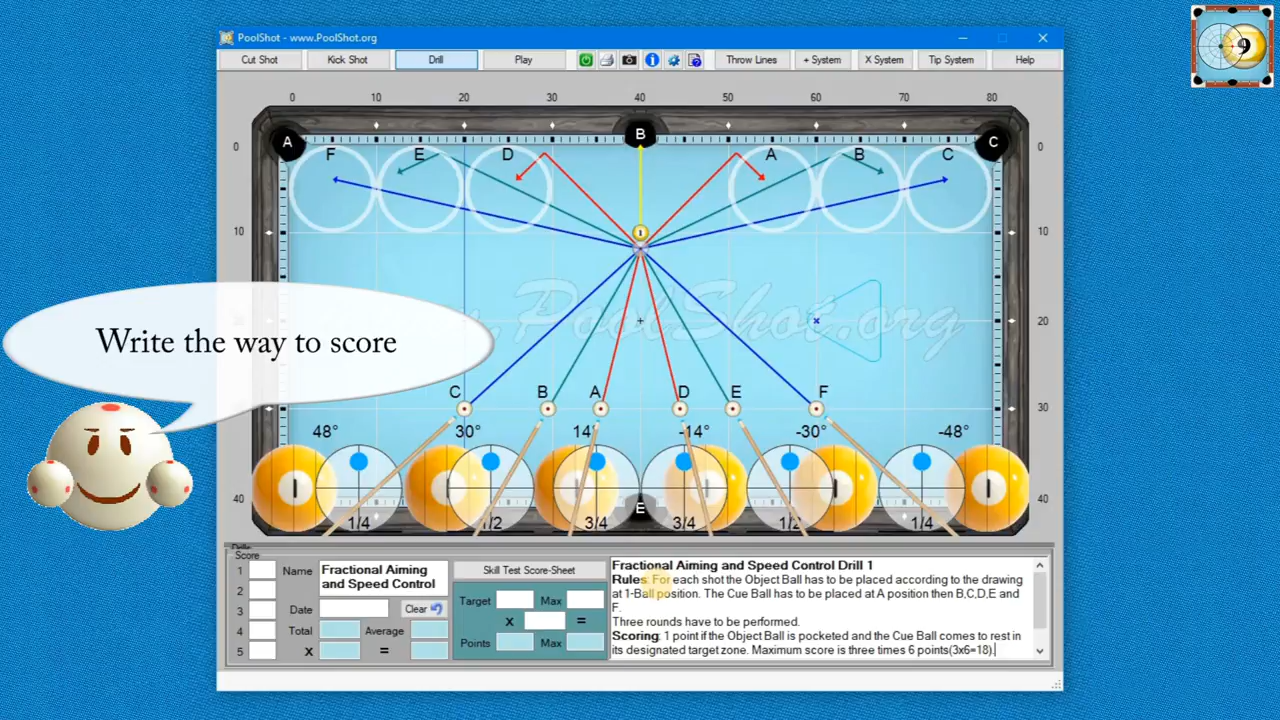 PoolShot - www.PoolShot.org
Cut Shot Kick Shot Drill Play Throw Lines + System X System Tip System Help
0 10 20 30 40 50 60 70 80
A B C
0 F E D A B C 0
10 1 10
www.PoolShot.org
20
Write the way to score
C B A D E F
30
48° 30° 14° -14° -30° -48°
40 E 40
1/4 1/2 3/4 3/4 1/2 1/4
Drills
Score
1
2
3
4
5
Name Fractional Aiming
and Speed Control
Date Clear
Total Average
x =
Skill Test Score-Sheet
Target Max
x =
Points Max
Fractional Aiming and Speed Control Drill 1
Rules: For each shot the Object Ball has to be placed according to the drawing
at 1-Ball position. The Cue Ball has to be placed at A position then B,C,D,E and
F.
Three rounds have to be performed.
Scoring: 1 point if the Object Ball is pocketed and the Cue Ball comes to rest in
its designated target zone. Maximum score is three times 6 points(3x6=18).
9